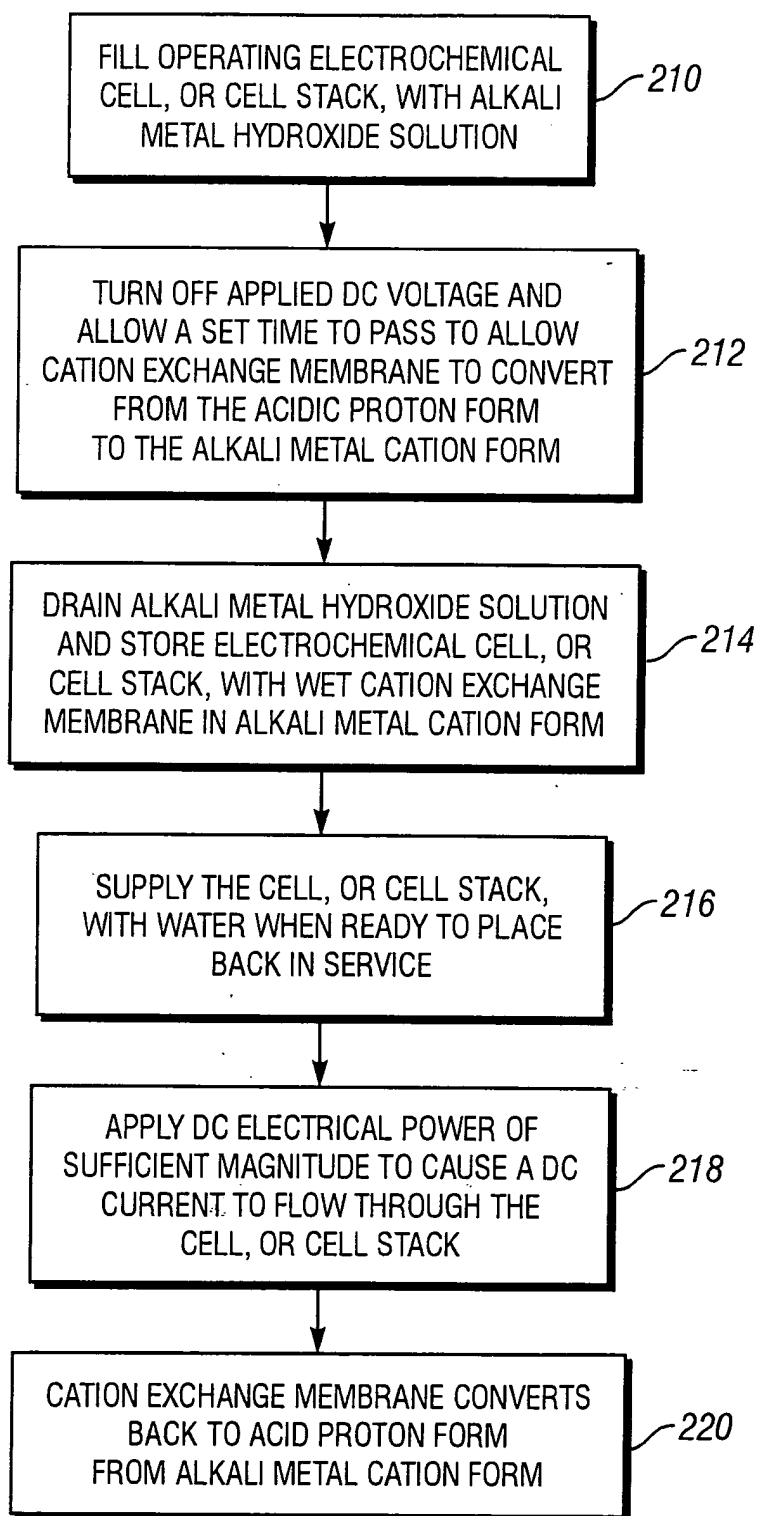 FILL OPERATING ELECTROCHEMICAL
CELL, OR CELL STACK, WITH ALKALI
METAL HYDROXIDE SOLUTION
210
TURN OFF APPLIED DC VOLTAGE AND
ALLOW A SET TIME TO PASS TO ALLOW
CATION EXCHANGE MEMBRANE TO CONVERT
FROM THE ACIDIC PROTON FORM
TO THE ALKALI METAL CATION FORM
212
DRAIN ALKALI METAL HYDROXIDE SOLUTION
AND STORE ELECTROCHEMICAL CELL, OR
CELL STACK, WITH WET CATION EXCHANGE
MEMBRANE IN ALKALI METAL CATION FORM
214
SUPPLY THE CELL, OR CELL STACK,
WITH WATER WHEN READY TO PLACE
BACK IN SERVICE
216
APPLY DC ELECTRICAL POWER OF
SUFFICIENT MAGNITUDE TO CAUSE A DC
CURRENT TO FLOW THROUGH THE
CELL, OR CELL STACK
218
CATION EXCHANGE MEMBRANE CONVERTS
BACK TO ACID PROTON FORM
FROM ALKALI METAL CATION FORM
220